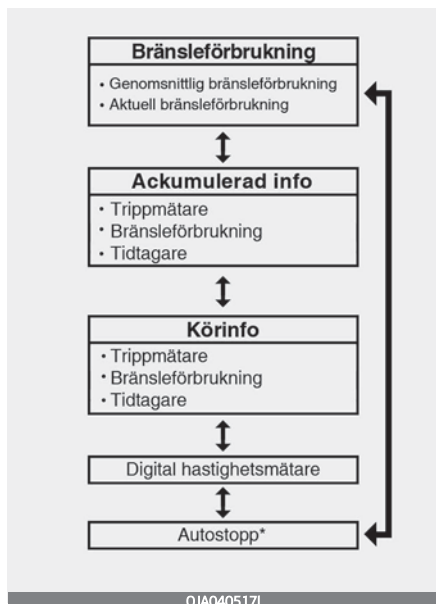 Bränsleförbrukning
• Genomsnittlig bränsleförbrukning
• Aktuell bränsleförbrukning
Ackumulerad info
• Trippmätare
• Bränsleförbrukning
• Tidtagare
Körinfo
• Trippmätare
• Bränsleförbrukning
• Tidtagare
Digital hastighetsmätare
Autostopp*
OJA040517L